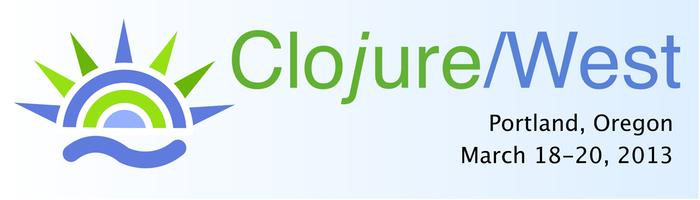 Clojure/West
Portland, Oregon
March 18-20, 2013